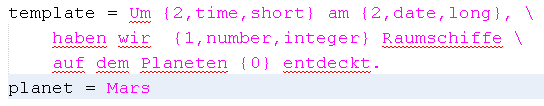 template = Um {2,time,short} am {2,date,long}, \
haben wir  {1,number,integer} Raumschiffe \
auf dem Planeten {0} entdeckt.
planet = Mars